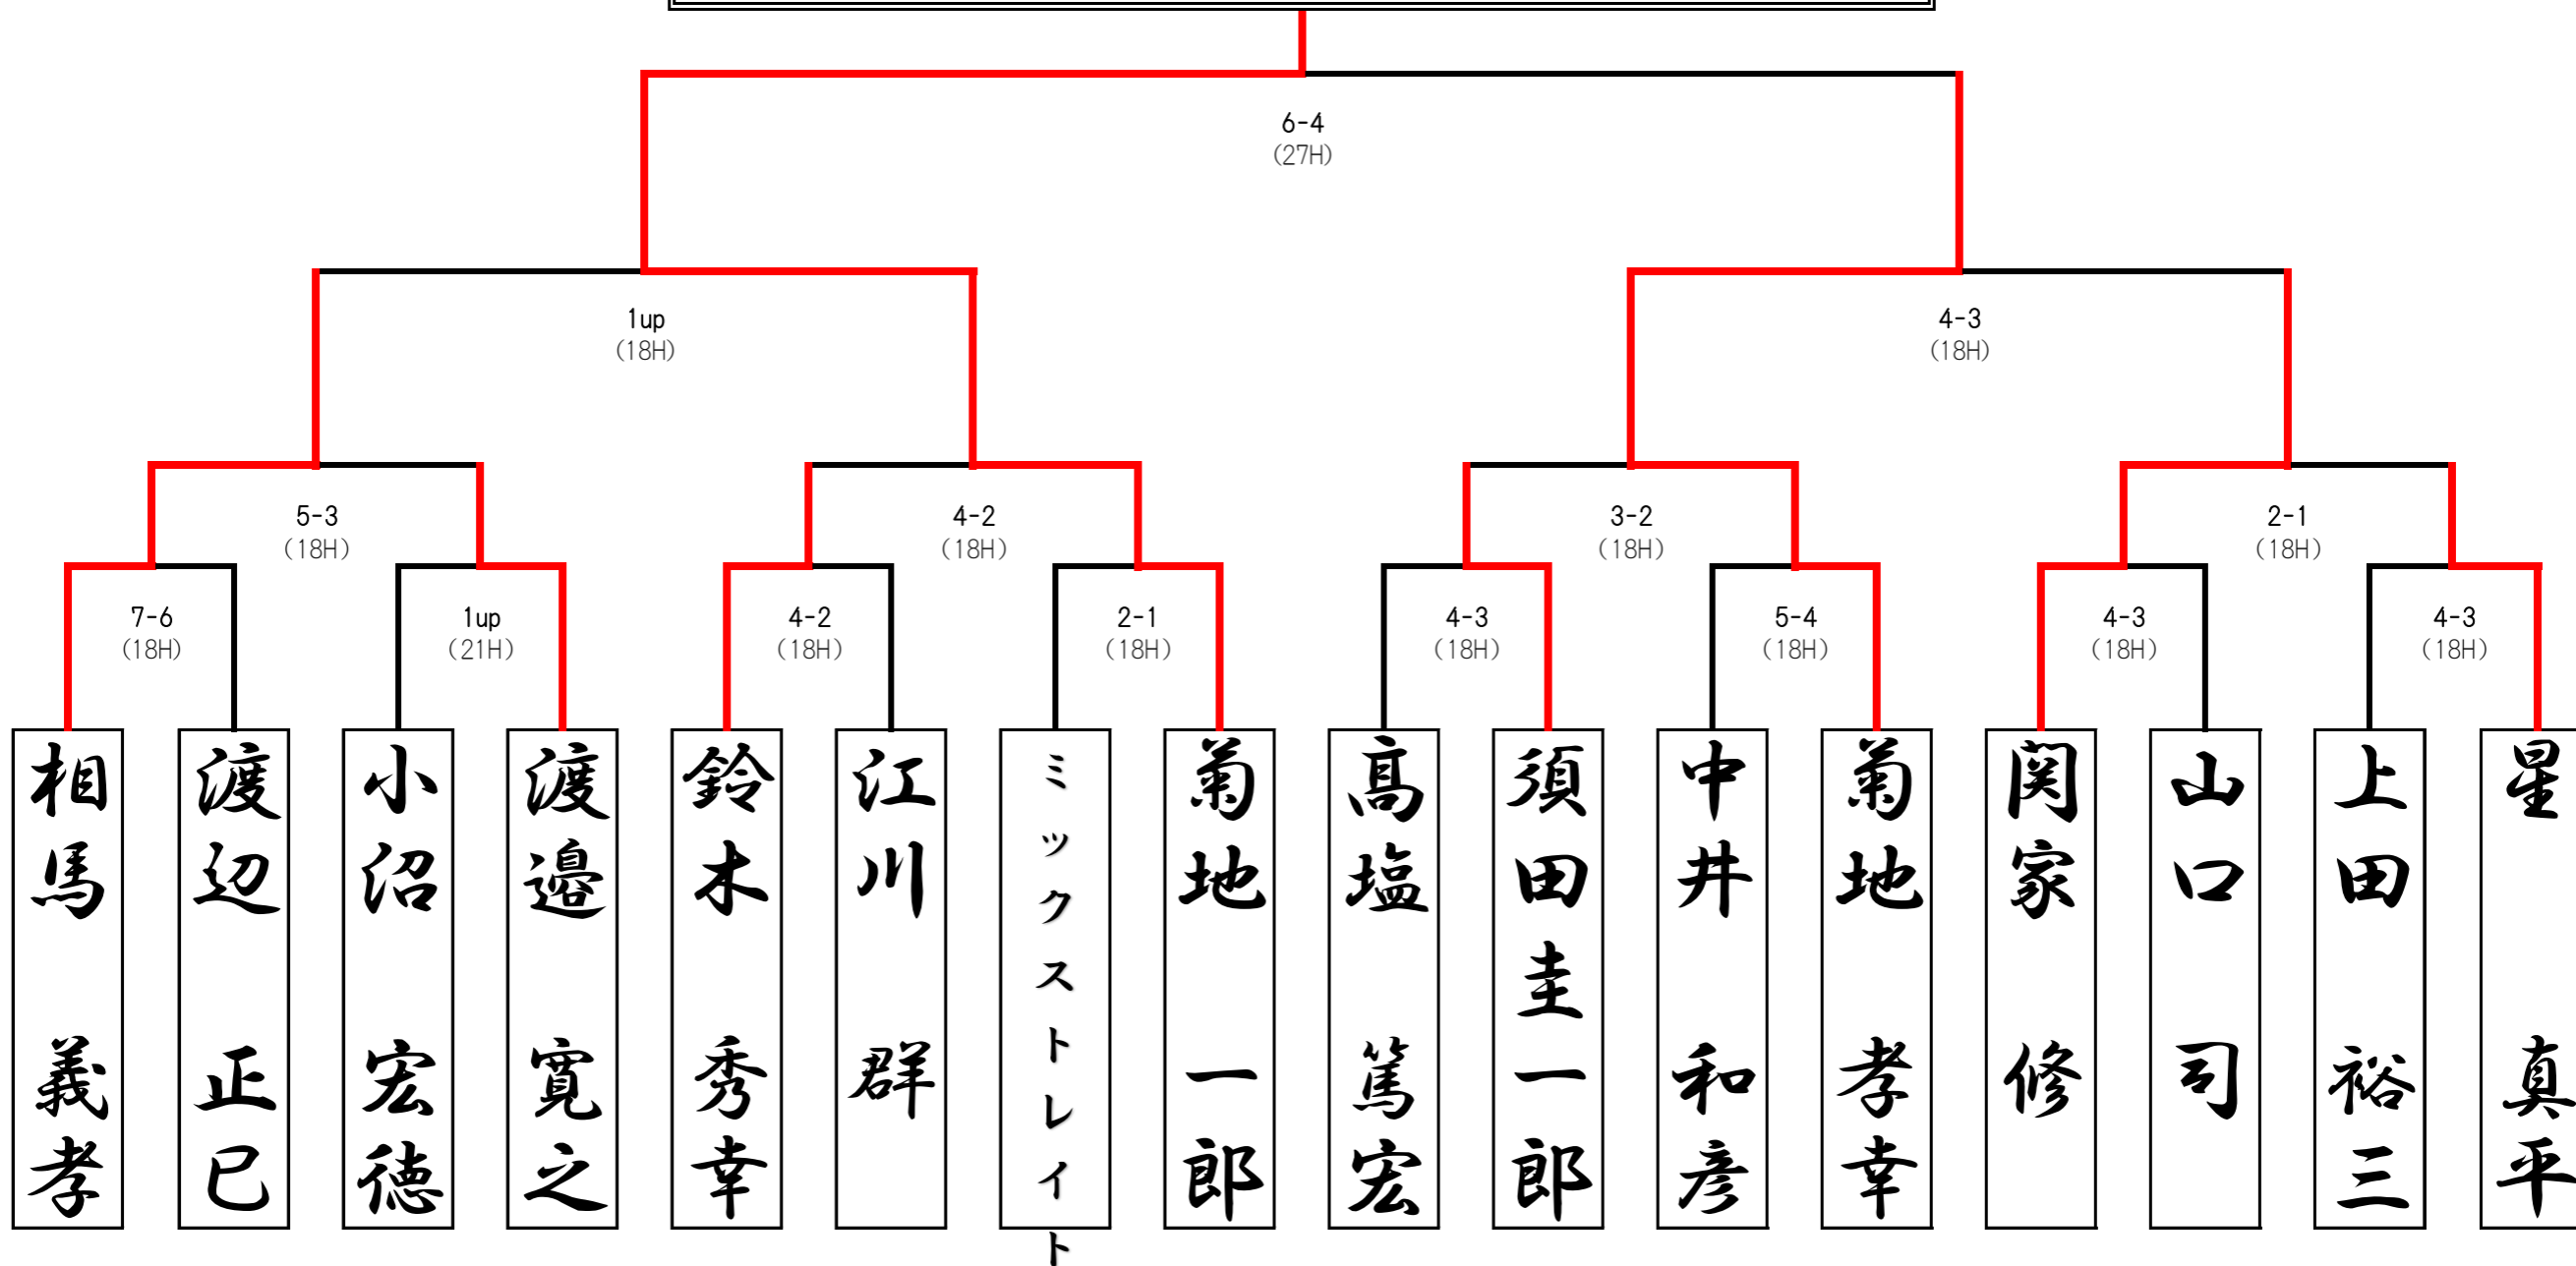 6-4
(27H)
1up
(18H)
4-3
(18H)
5-3
(18H)
4-2
(18H)
3-2
(18H)
2-1
(18H)
7-6
(18H)
1up
(21H)
4-2
(18H)
2-1
(18H)
4-3
(18H)
5-4
(18H)
4-3
(18H)
4-3
(18H)
相馬 義孝
渡辺 正巳
小沼 宏徳
渡邉 寛之
鈴木 秀幸
江川 群
ミックストレイト
菊地 一郎
髙塩 篤宏
須田圭一郎
中井 和彦
菊地 孝幸
関家 修
山口 司
上田 裕三
星 真平